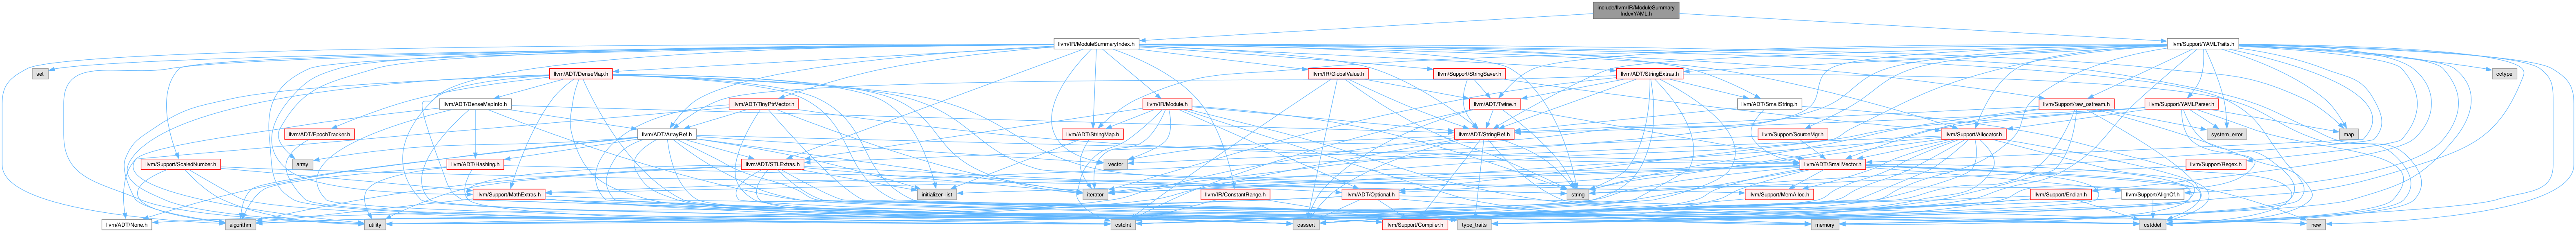 include/llvm/IR/ModuleSummary
IndexYAML.h
llvm/IR/ModuleSummaryIndex.h
llvm/Support/YAMLTraits.h
set
llvm/ADT/DenseMap.h
llvm/IR/GlobalValue.h
llvm/Support/StringSaver.h
llvm/ADT/StringExtras.h
cctype
llvm/ADT/DenseMapInfo.h
llvm/ADT/TinyPtrVector.h
llvm/IR/Module.h
llvm/ADT/Twine.h
llvm/ADT/SmallString.h
llvm/Support/raw_ostream.h
llvm/Support/YAMLParser.h
llvm/ADT/EpochTracker.h
llvm/ADT/ArrayRef.h
llvm/ADT/StringMap.h
llvm/ADT/StringRef.h
llvm/Support/SourceMgr.h
llvm/Support/Allocator.h
system_error
map
llvm/Support/ScaledNumber.h
array
llvm/ADT/Hashing.h
llvm/ADT/STLExtras.h
vector
llvm/ADT/SmallVector.h
llvm/Support/Regex.h
llvm/Support/MathExtras.h
initializer_list
iterator
llvm/IR/ConstantRange.h
string
llvm/ADT/Optional.h
llvm/Support/MemAlloc.h
llvm/Support/Endian.h
llvm/Support/AlignOf.h
llvm/ADT/None.h
algorithm
utility
cstdint
cassert
llvm/Support/Compiler.h
type_traits
memory
cstddef
new